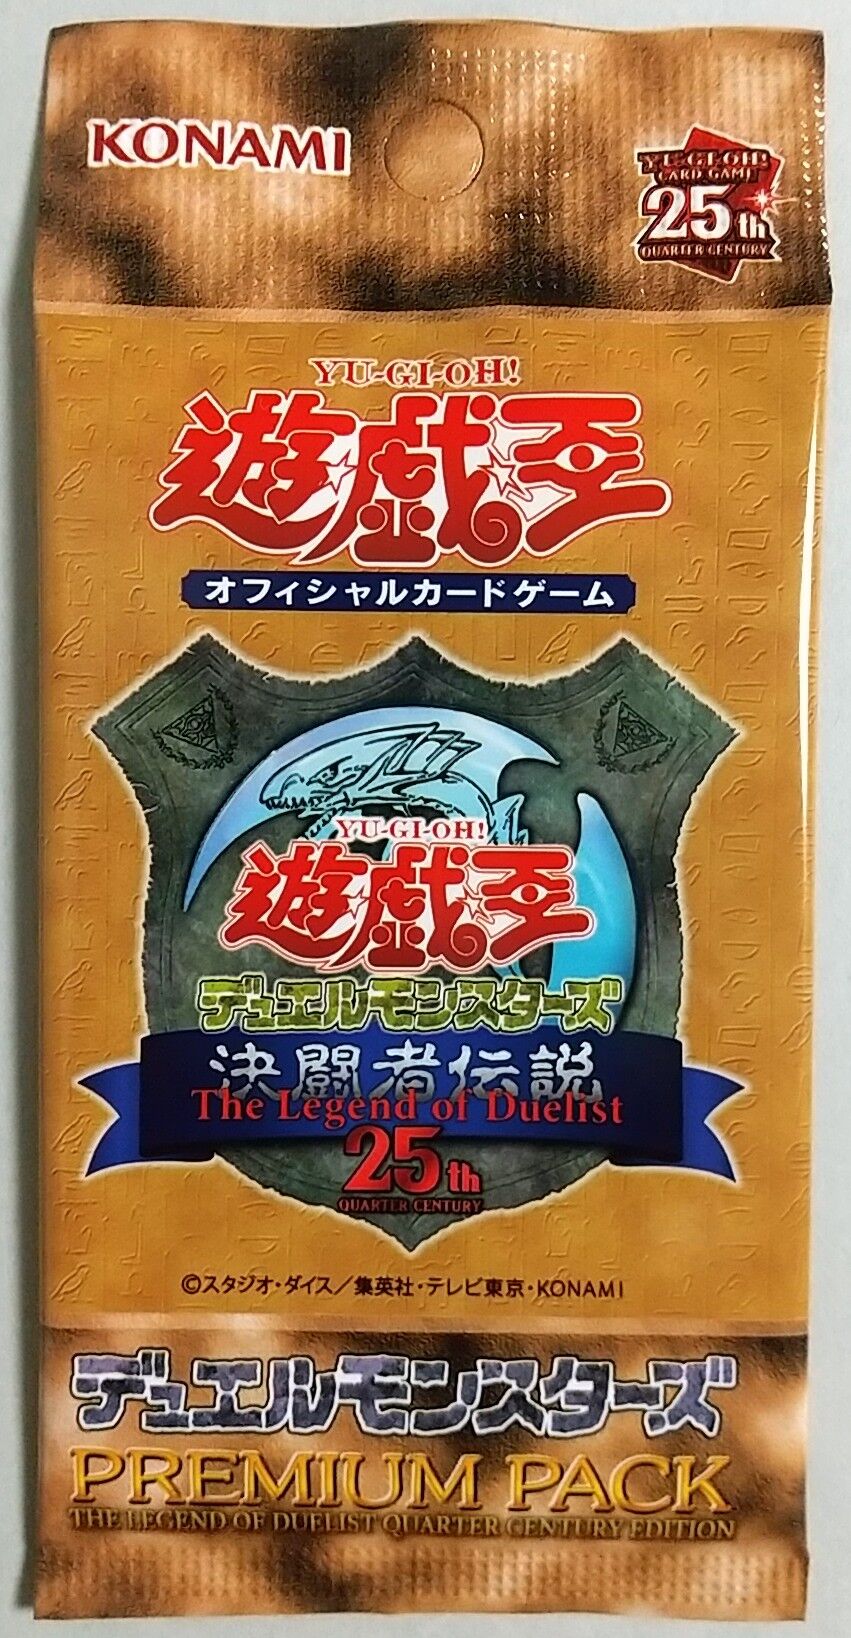 KONAMI
YU-GI-OH!
CARD GAME
25th
QUARTER CENTURY
YU-GI-OH!
遊☆戯☆王
オフィシャルカードゲーム
YU-GI-OH!
遊☆戯☆王
デュエルモンスターズ
決闘者伝説
The Legend of Duelist
25th
QUARTER CENTURY
©スタジオ・ダイス／集英社・テレビ東京・KONAMI
デュエルモンスターズ
PREMIUM PACK
THE LEGEND OF DUELIST QUARTER CENTURY EDITION